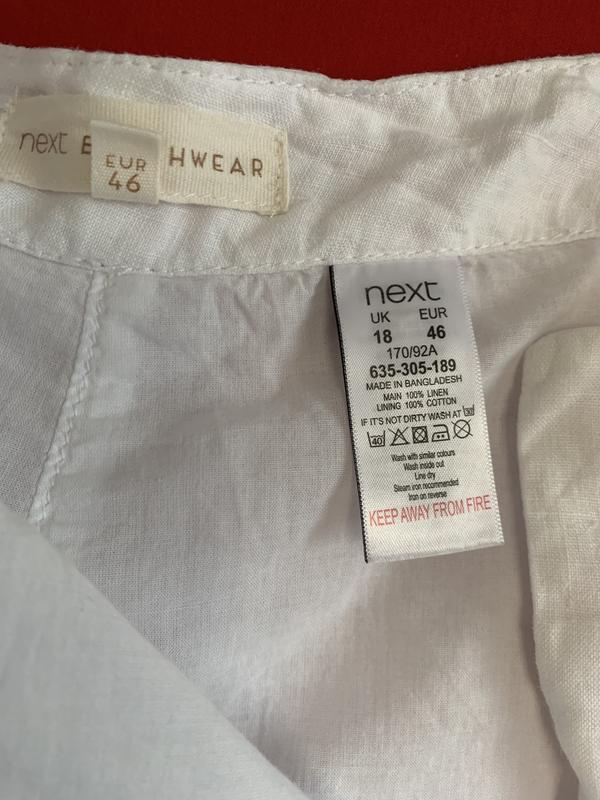 next B HWEAR
EUR
46
next
UK EUR
18 46
170/92A
635-305-189
MADE IN BANGLADESH
MAIN 100% LINEN
LINING 100% COTTON
IF IT'S NOT DIRTY WASH AT 30
40
Wash with similar colours
Wash inside out
Line dry
Steam iron recommended
Iron on reverse
KEEP AWAY FROM FIRE